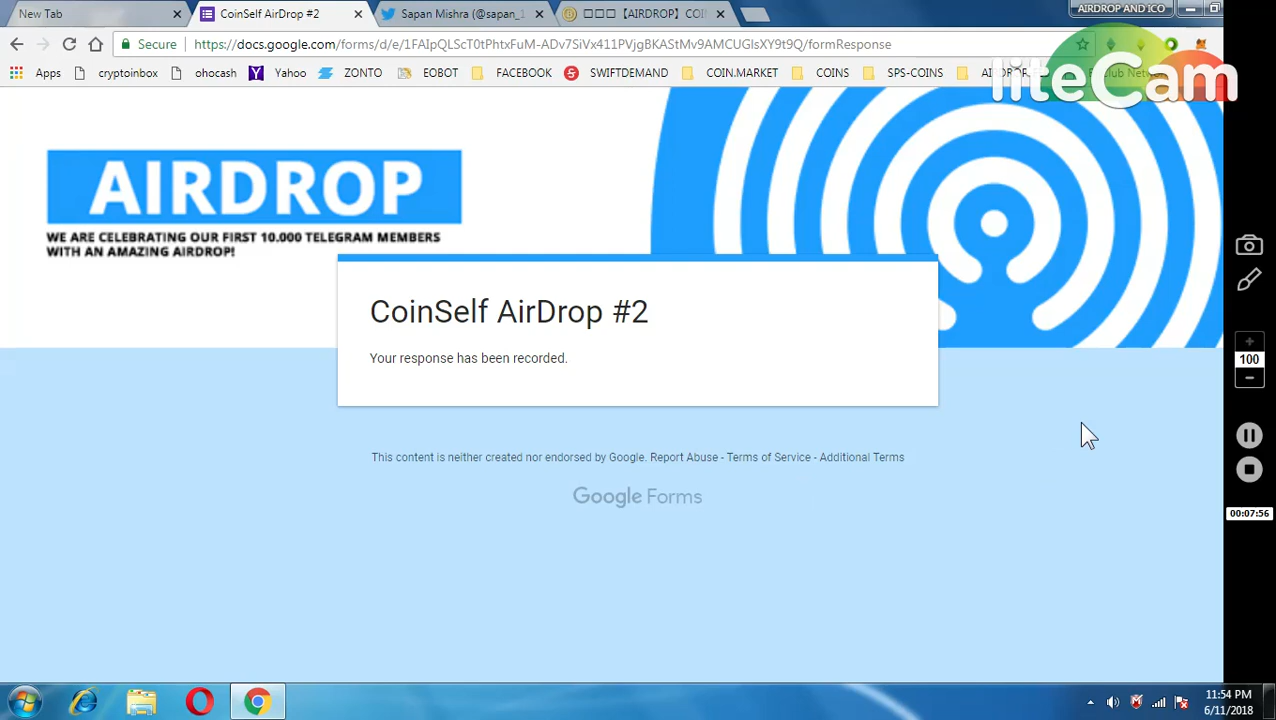 New Tab
CoinSelf AirDrop #2
Sapan Mishra (@sapan_1
【AIRDROP】COIN
AIRDROP AND ICO
Secure
https://docs.google.com/forms/d/e/1FAIpQLScT0tPhtxFuM-ADv7SiVx411PVjgBKAStMv9AMCUGIsXY9t9Q/formResponse
Apps
cryptoinbox
ohocash
Yahoo
ZONTO
EOBOT
FACEBOOK
SWIFTDEMAND
COIN.MARKET
COINS
SPS-COINS
liteCam
AIRDROP
WE ARE CELEBRATING OUR FIRST 10.000 TELEGRAM MEMBERS
WITH AN AMAZING AIRDROP!
CoinSelf AirDrop #2
Your response has been recorded.
This content is neither created nor endorsed by Google. Report Abuse - Terms of Service - Additional Terms
Google Forms
100
00:07:56
11:54 PM
6/11/2018